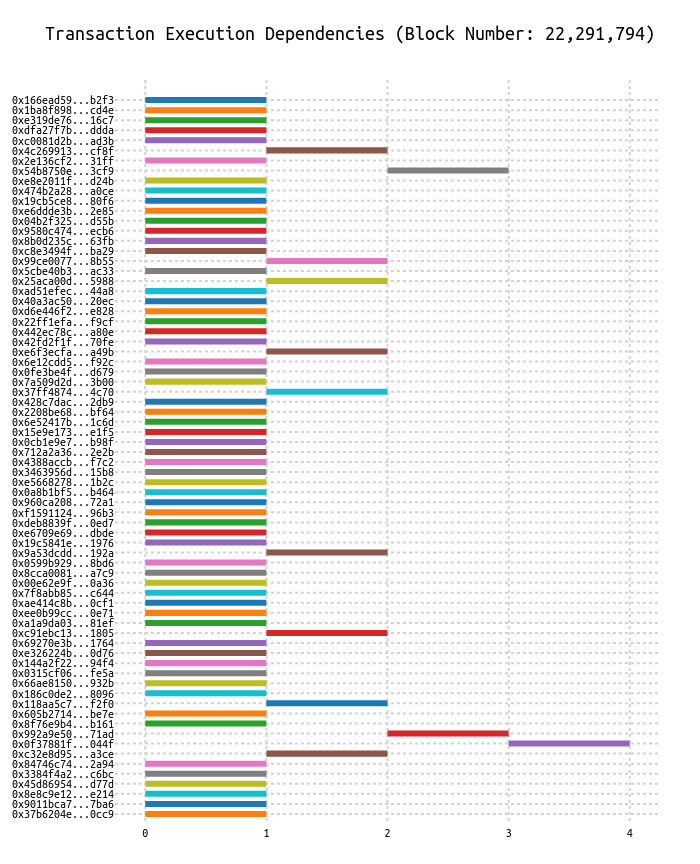 Transaction Execution Dependencies (Block Number: 22,291,794)
0x166ead59...b2f3
0x1ba8f898...cd4e
0xe319de76...16c7
0xdfa27f7b...ddda
0xc0081d2b...ad3b
0x4c269913...cf8f
0x2e136cf2...31ff
0x54b8750e...3cf9
0xe8e2011f...d24b
0x474b2a28...a0ce
0x19cb5ce8...80f6
0xe6ddde3b...2e85
0x04b2f325...d55b
0x9580c474...ecb6
0x8b0d235c...63fb
0xc8e3494f...ba29
0x99ce0077...8b55
0x5cbe40b3...ac33
0x25aca00d...5988
0xad51efec...44a8
0x40a3ac50...20ec
0xd6e446f2...e828
0x22ff1efa...f9cf
0x442ec78c...a80e
0x42fd2f1f...70fe
0xe6f3ecfa...a49b
0x6e12cdd5...f92c
0x0fe3be4f...d679
0x7a509d2d...3b00
0x37ff4874...4c70
0x428c7dac...2db9
0x2208be68...bf64
0x6e52417b...1c6d
0x15e9e173...e1f5
0x0cb1e9e7...b98f
0x712a2a36...2e2b
0x4388accb...f7c2
0x3463956d...15b8
0xe5668278...1b2c
0x0a8b1bf5...b464
0x960ca208...72a1
0xf1591124...96b3
0xdeb8839f...0ed7
0xe6709e69...dbde
0x19c5841e...1976
0x9a53dcdd...192a
0x0599b929...8bd6
0x8cca0081...a7c9
0x00e62e9f...0a36
0x7f8abb85...c644
0xae414c8b...0cf1
0xee0b99cc...0e71
0xa1a9da03...81ef
0xc91ebc13...1805
0x69270e3b...1764
0xe326224b...0d76
0x144a2f22...94f4
0x0315cf06...fe5a
0x66ae8150...932b
0x186c0de2...8096
0x118aa5c7...f2f0
0x605b2714...be7e
0x8f76e9b4...b161
0x992a9e50...71ad
0x0f37881f...044f
0xc32e8d95...a3ce
0x84746c74...2a94
0x3384f4a2...c6bc
0x45d86954...d77d
0x8e8c9e12...e214
0x9011bca7...7ba6
0x37b6204e...0cc9
0 1 2 3 4